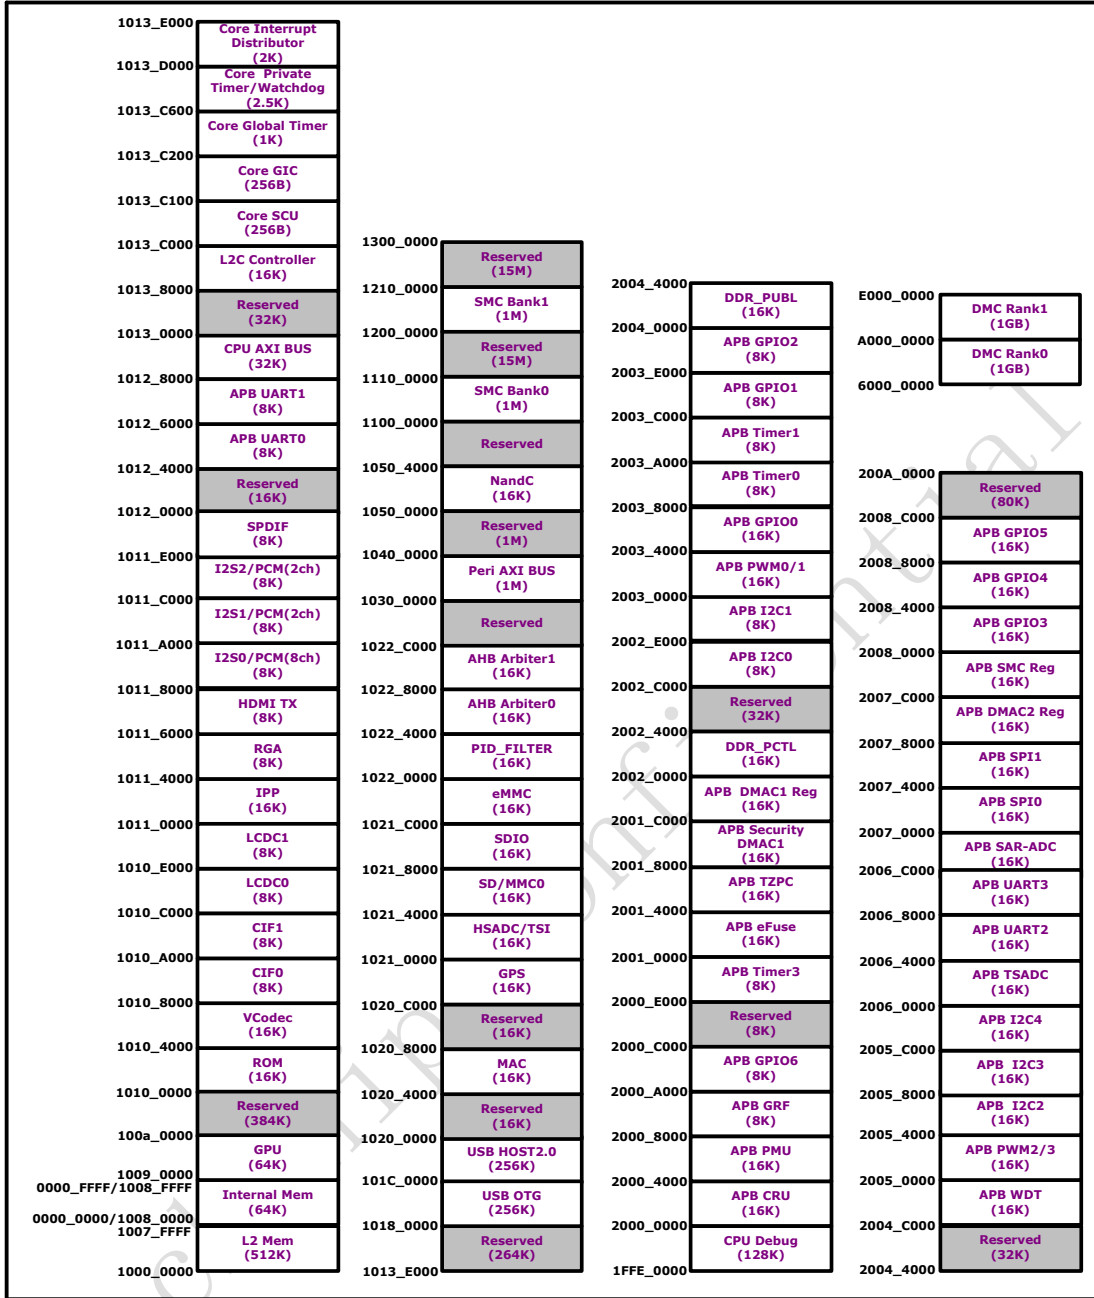 1013_E000
Core Interrupt
Distributor
(2K)
1013_D000
Core Private
Timer/Watchdog
(2.5K)
1013_C600
Core Global Timer
(1K)
1013_C200
Core GIC
(256B)
1013_C100
Core SCU
(256B)
1013_C000
L2C Controller
(16K)
1013_8000
Reserved
(32K)
1013_0000
CPU AXI BUS
(32K)
1012_8000
APB UART1
(8K)
1012_6000
APB UART0
(8K)
1012_4000
Reserved
(16K)
1012_0000
SPDIF
(8K)
1011_E000
I2S2/PCM(2ch)
(8K)
1011_C000
I2S1/PCM(2ch)
(8K)
1011_A000
I2S0/PCM(8ch)
(8K)
1011_8000
HDMI TX
(8K)
1011_6000
RGA
(8K)
1011_4000
IPP
(16K)
1011_0000
LCDC1
(8K)
1010_E000
LCDC0
(8K)
1010_C000
CIF1
(8K)
1010_A000
CIF0
(8K)
1010_8000
VCodec
(16K)
1010_4000
ROM
(16K)
1010_0000
Reserved
(384K)
100a_0000
GPU
(64K)
1009_0000
0000_FFFF/1008_FFFF
Internal Mem
(64K)
0000_0000/1008_0000
1007_FFFF
L2 Mem
(512K)
1000_0000
1300_0000
Reserved
(15M)
1210_0000
SMC Bank1
(1M)
1200_0000
Reserved
(15M)
1110_0000
SMC Bank0
(1M)
1100_0000
Reserved
1050_4000
NandC
(16K)
1050_0000
Reserved
(1M)
1040_0000
Peri AXI BUS
(1M)
1030_0000
Reserved
1022_C000
AHB Arbiter1
(16K)
1022_8000
AHB Arbiter0
(16K)
1022_4000
PID_FILTER
(16K)
1022_0000
eMMC
(16K)
1021_C000
SDIO
(16K)
1021_8000
SD/MMC0
(16K)
1021_4000
HSADC/TSI
(16K)
1021_0000
GPS
(16K)
1020_C000
Reserved
(16K)
1020_8000
MAC
(16K)
1020_4000
Reserved
(16K)
1020_0000
USB HOST2.0
(256K)
101C_0000
USB OTG
(256K)
1018_0000
Reserved
(264K)
1013_E000
2004_4000
DDR_PUBL
(16K)
2004_0000
APB GPIO2
(8K)
2003_E000
APB GPIO1
(8K)
2003_C000
APB Timer1
(8K)
2003_A000
APB Timer0
(8K)
2003_8000
APB GPIO0
(16K)
2003_4000
APB PWM0/1
(16K)
2003_0000
APB I2C1
(8K)
2002_E000
APB I2C0
(8K)
2002_C000
Reserved
(32K)
2002_4000
DDR_PCTL
(16K)
2002_0000
APB DMAC1 Reg
(16K)
2001_C000
APB Security
DMAC1
(16K)
2001_8000
APB TZPC
(16K)
2001_4000
APB eFuse
(16K)
2001_0000
APB Timer3
(8K)
2000_E000
Reserved
(8K)
2000_C000
APB GPIO6
(8K)
2000_A000
APB GRF
(8K)
2000_8000
APB PMU
(16K)
2000_4000
APB CRU
(16K)
2000_0000
CPU Debug
(128K)
1FFE_0000
E000_0000
DMC Rank1
(1GB)
A000_0000
DMC Rank0
(1GB)
6000_0000
200A_0000
Reserved
(80K)
2008_C000
APB GPIO5
(16K)
2008_8000
APB GPIO4
(16K)
2008_4000
APB GPIO3
(16K)
2008_0000
APB SMC Reg
(16K)
2007_C000
APB DMAC2 Reg
(16K)
2007_8000
APB SPI1
(16K)
2007_4000
APB SPI0
(16K)
2007_0000
APB SAR-ADC
(16K)
2006_C000
APB UART3
(16K)
2006_8000
APB UART2
(16K)
2006_4000
APB TSADC
(16K)
2006_0000
APB I2C4
(16K)
2005_C000
APB I2C3
(16K)
2005_8000
APB I2C2
(16K)
2005_4000
APB PWM2/3
(16K)
2005_0000
APB WDT
(16K)
2004_C000
Reserved
(32K)
2004_4000